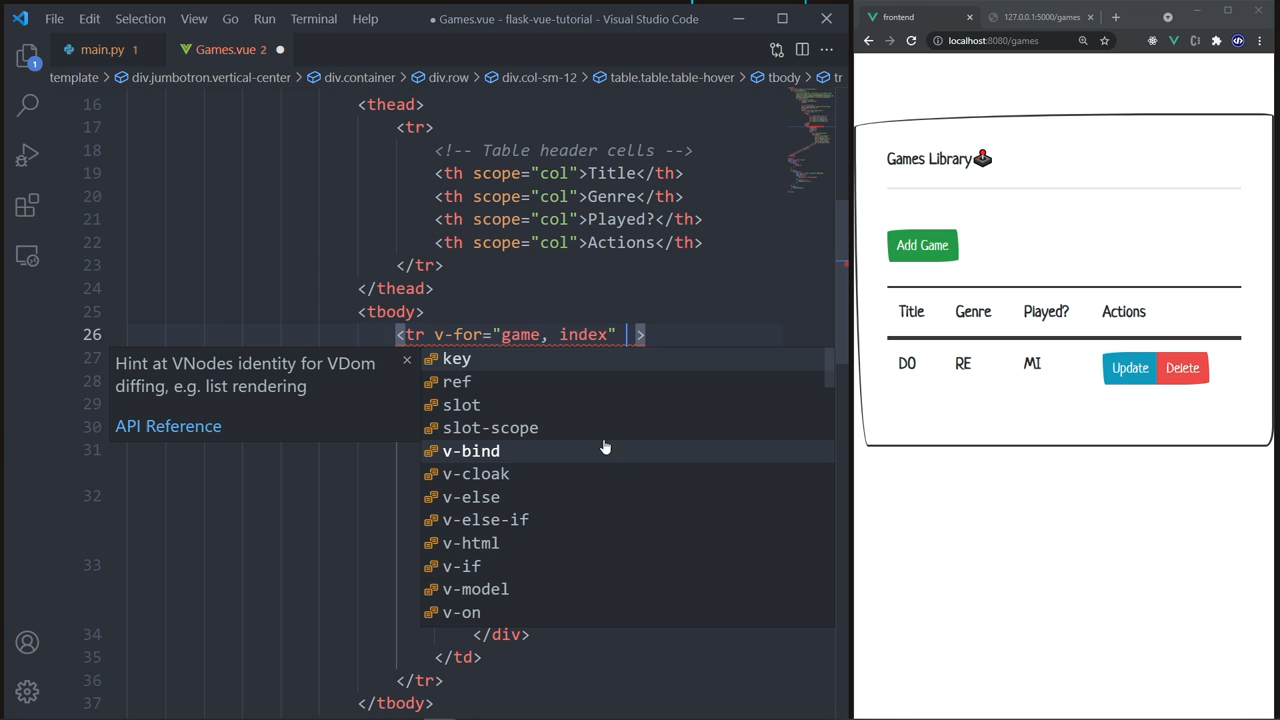 File Edit Selection View Go Run Terminal Help ● Games.vue - flask-vue-tutorial - Visual Studio Code
main.py 1 Games.vue 2
template > div.jumbotron.vertical-center > div.container > div.row > div.col-sm-12 > table.table.table-hover > tbody > tr
16 <thead>
17 <tr>
18 <!-- Table header cells -->
19 <th scope="col">Title</th>
20 <th scope="col">Genre</th>
21 <th scope="col">Played?</th>
22 <th scope="col">Actions</th>
23 </tr>
24 </thead>
25 <tbody>
26 <tr v-for="game, index" >
27
28
29
30
31
32
33
34 </div>
35 </td>
36 </tr>
37 </tbody>
Hint at VNodes identity for VDom
diffing, e.g. list rendering
API Reference
key
ref
slot
slot-scope
v-bind
v-cloak
v-else
v-else-if
v-html
v-if
v-model
v-on
1
frontend 127.0.0.1:5000/games
localhost:8080/games
Games Library
Add Game
Title Genre Played? Actions
DO RE MI Update Delete